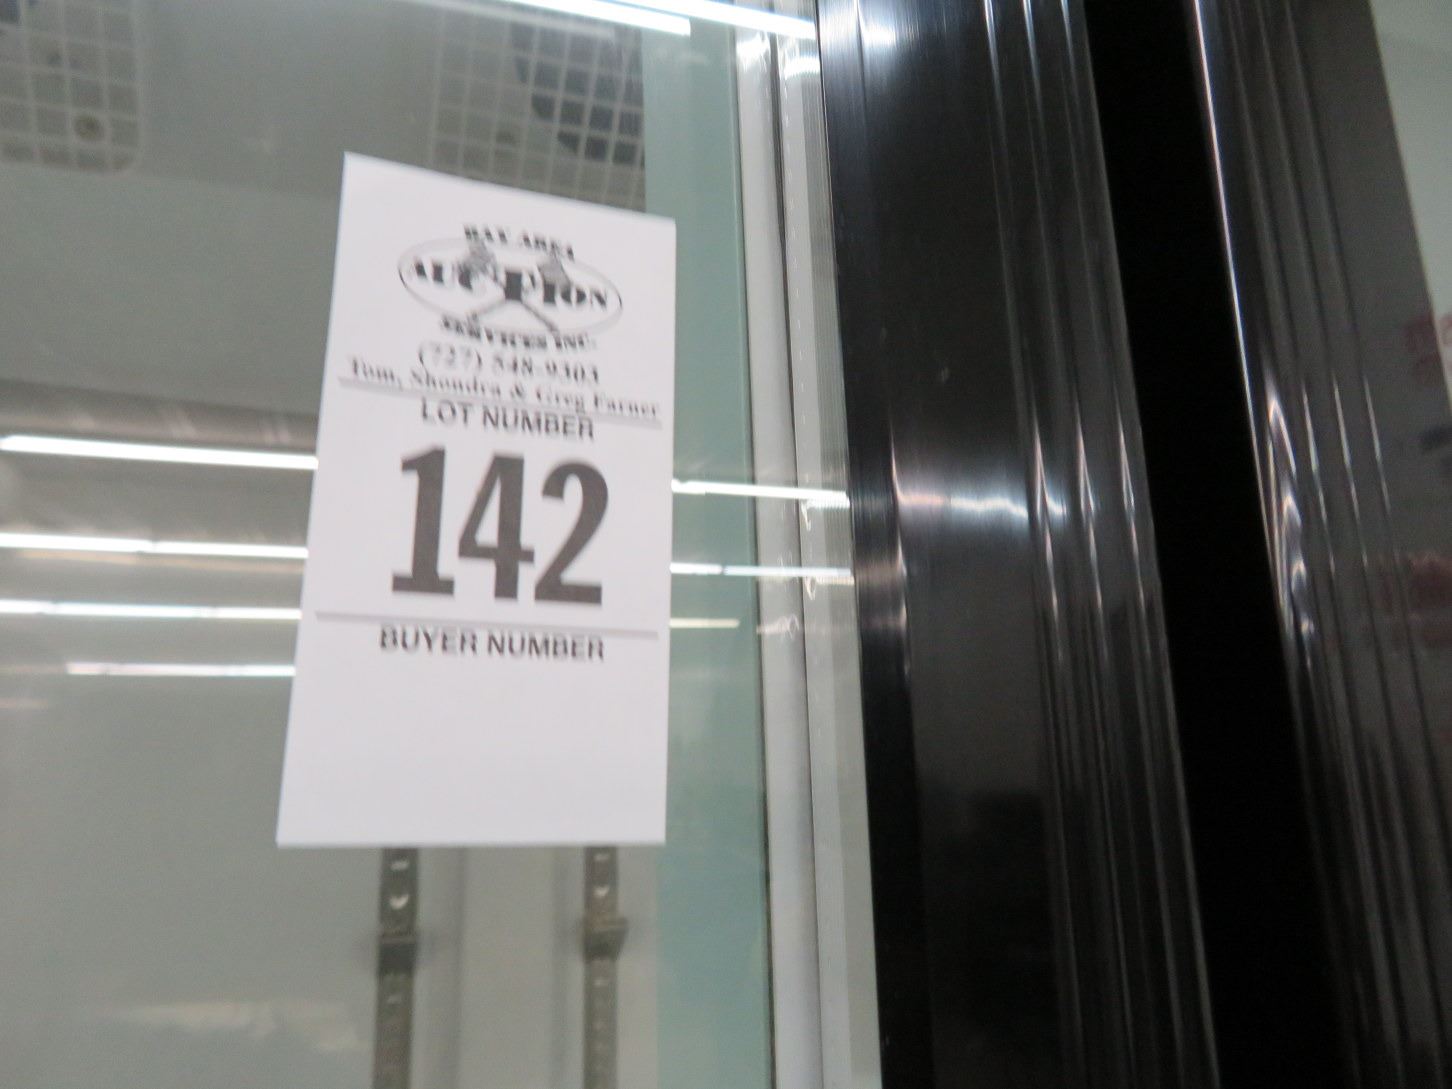 BAY AREA
AUCTION
SERVICES INC.
(727) 548-9303
Tom, Shondra & Greg Farner
LOT NUMBER
142
BUYER NUMBER